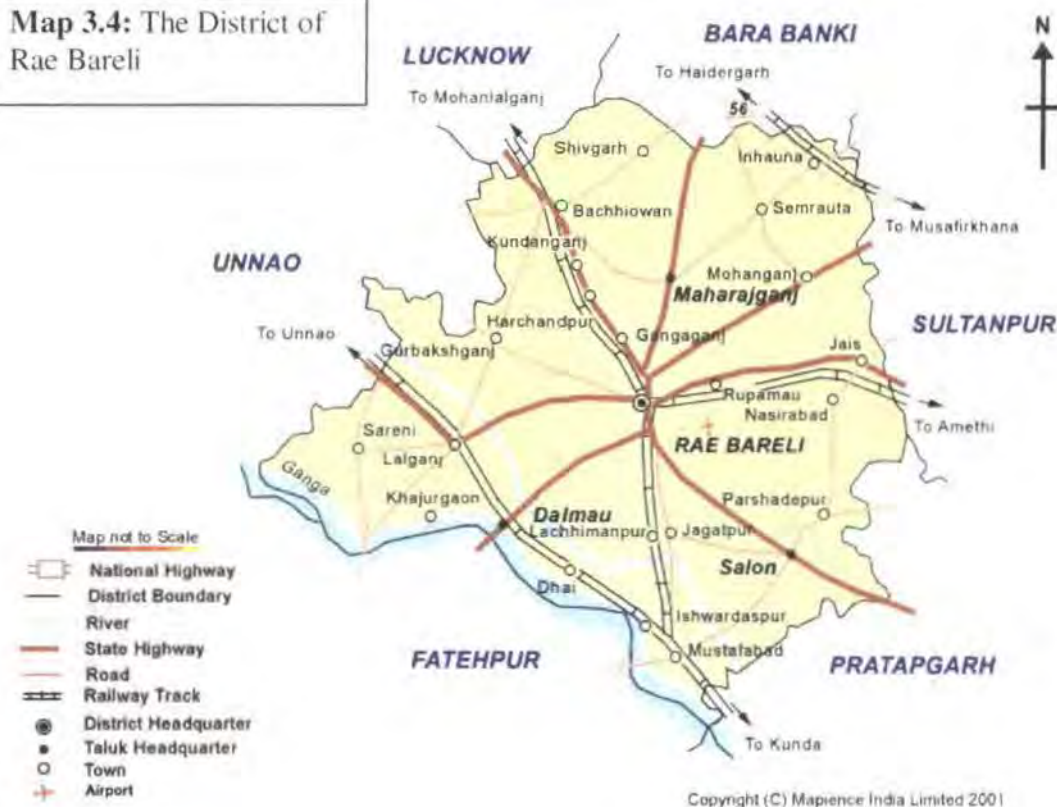 Map 3.4: The District of
Rae Bareli
LUCKNOW
BARA BANKI
N
To Mohanlalganj
To Haidergarh
56
Shivgarh
Inhauna
Bachhiowan
Semrauta
To Musafirkhana
Kundanganj
UNNAO
Mohanganj
Maharajganj
SULTANPUR
Harchandpur
Gangaganj
To Unnao
Gurbakshganj
Jais
Rupamau
Nasirabad
To Amethi
Sareni
Lalganj
RAE BARELI
Ganga
Khajurgaon
Parshadepur
Dalmau
Lachhimanpur
Jagatpur
Salon
Dhai
Ishwardaspur
Mustafabad
FATEHPUR
PRATAPGARH
To Kunda
Map not to Scale
National Highway
District Boundary
River
State Highway
Road
Railway Track
District Headquarter
Taluk Headquarter
Town
Airport
Copyright (C) Mapience India Limited 2001